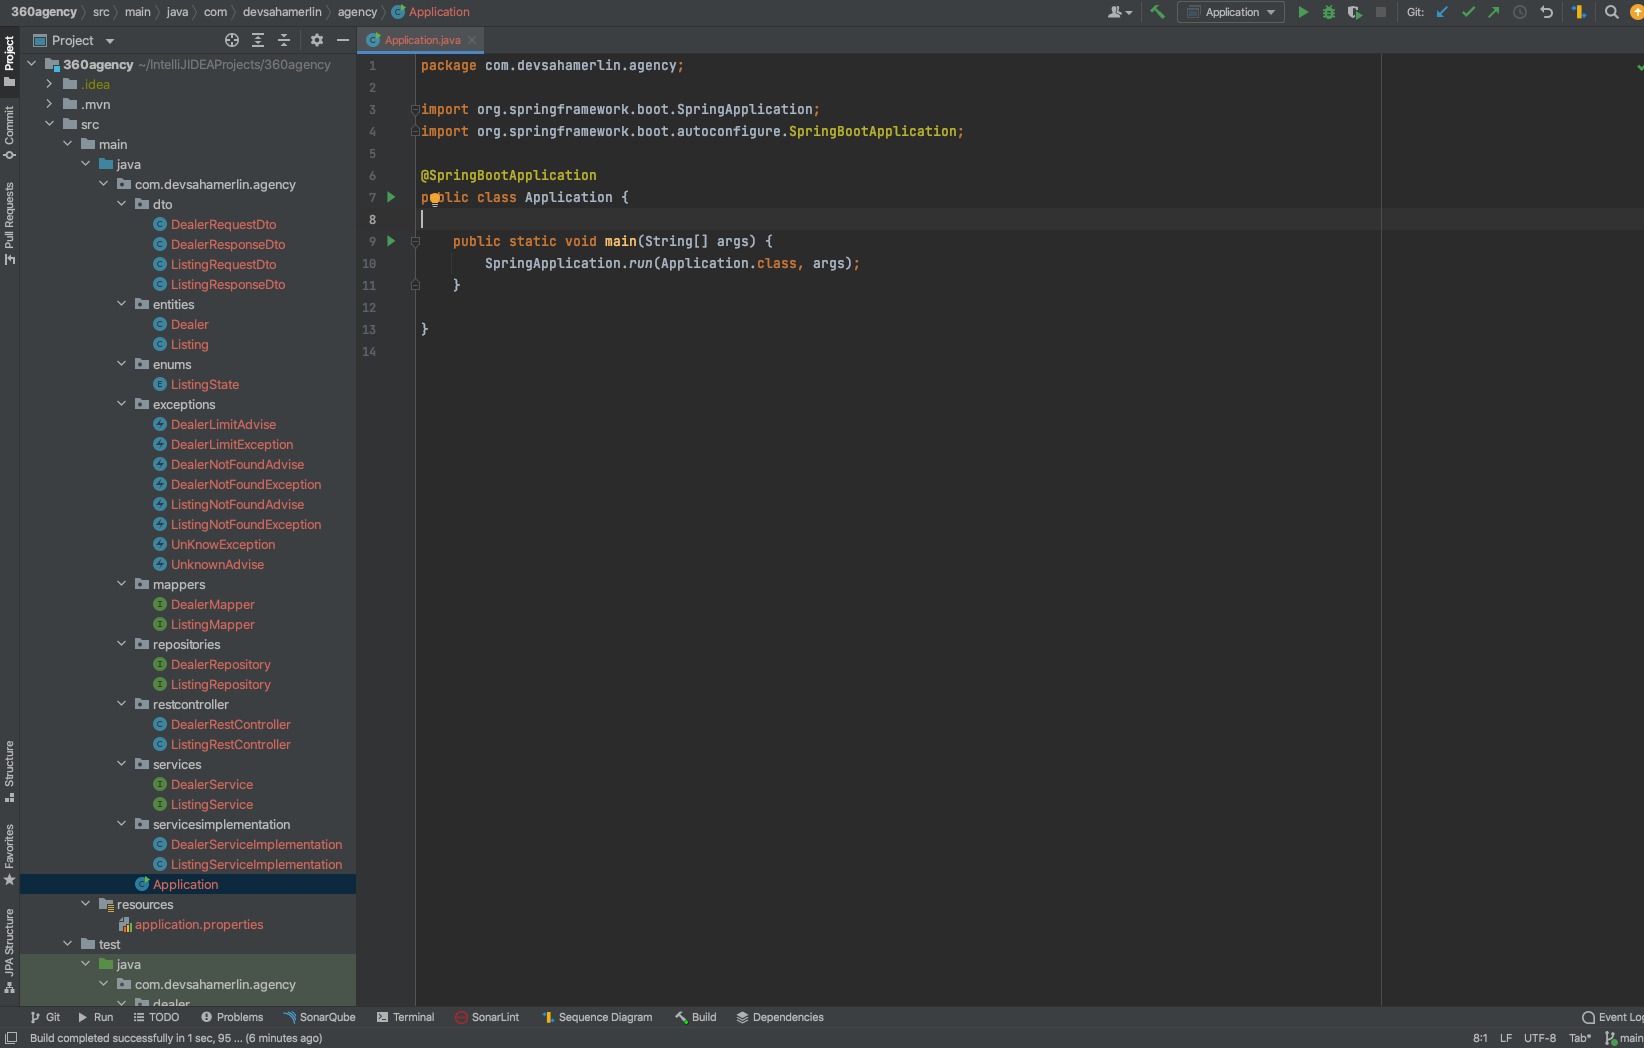 360agency src main java com devsahamerlin agency Application
Application Git:
Project
Application.java
Project
Commit
Pull Requests
Structure
Favorites
JPA Structure
360agency ~/IntelliJIDEAProjects/360agency
.idea
.mvn
src
main
java
com.devsahamerlin.agency
dto
DealerRequestDto
DealerResponseDto
ListingRequestDto
ListingResponseDto
entities
Dealer
Listing
enums
ListingState
exceptions
DealerLimitAdvise
DealerLimitException
DealerNotFoundAdvise
DealerNotFoundException
ListingNotFoundAdvise
ListingNotFoundException
UnKnowException
UnknownAdvise
mappers
DealerMapper
ListingMapper
repositories
DealerRepository
ListingRepository
restcontroller
DealerRestController
ListingRestController
services
DealerService
ListingService
servicesimplementation
DealerServiceImplementation
ListingServiceImplementation
Application
resources
application.properties
test
java
com.devsahamerlin.agency
dealer
1 package com.devsahamerlin.agency;
2
3 import org.springframework.boot.SpringApplication;
4 import org.springframework.boot.autoconfigure.SpringBootApplication;
5
6 @SpringBootApplication
7 public class Application {
8
9 public static void main(String[] args) {
10 SpringApplication.run(Application.class, args);
11 }
12
13 }
14
Git Run TODO Problems SonarQube Terminal SonarLint Sequence Diagram Build Dependencies Event Log
Build completed successfully in 1 sec, 95 ... (6 minutes ago) 8:1 LF UTF-8 Tab* main